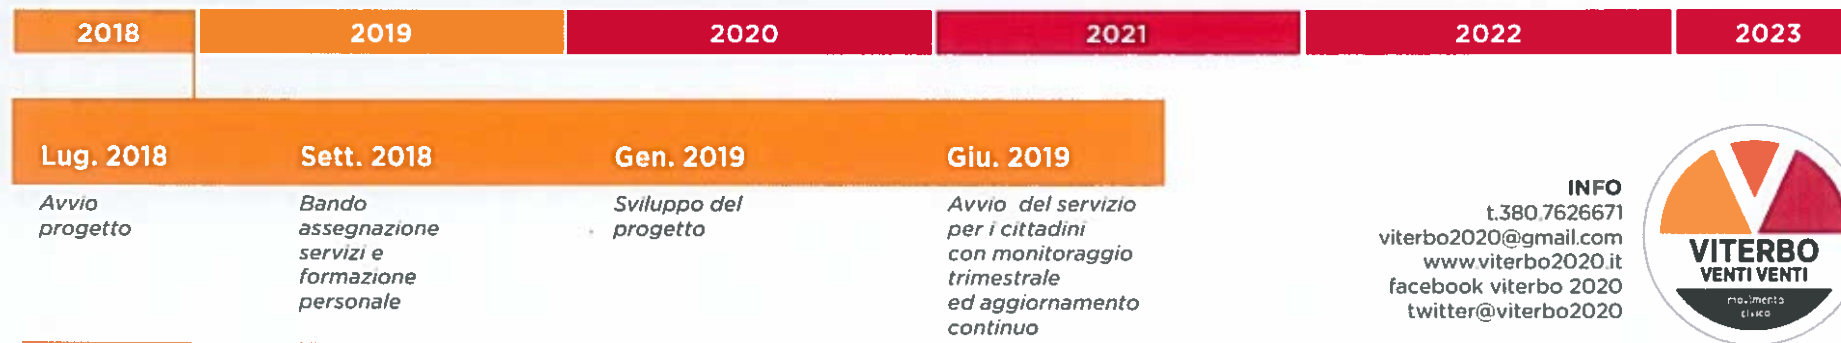 2018 2019 2020 2021 2022 2023
Lug. 2018
Avvio
progetto
Sett. 2018
Bando
assegnazione
servizi e
formazione
personale
Gen. 2019
Sviluppo del
progetto
Giu. 2019
Avvio del servizio
per i cittadini
con monitoraggio
trimestrale
ed aggiornamento
continuo
INFO
t.380.7626671
viterbo2020@gmail.com
www.viterbo2020.it
facebook viterbo 2020
twitter@viterbo2020
VITERBO
VENTI VENTI
movimento
civico